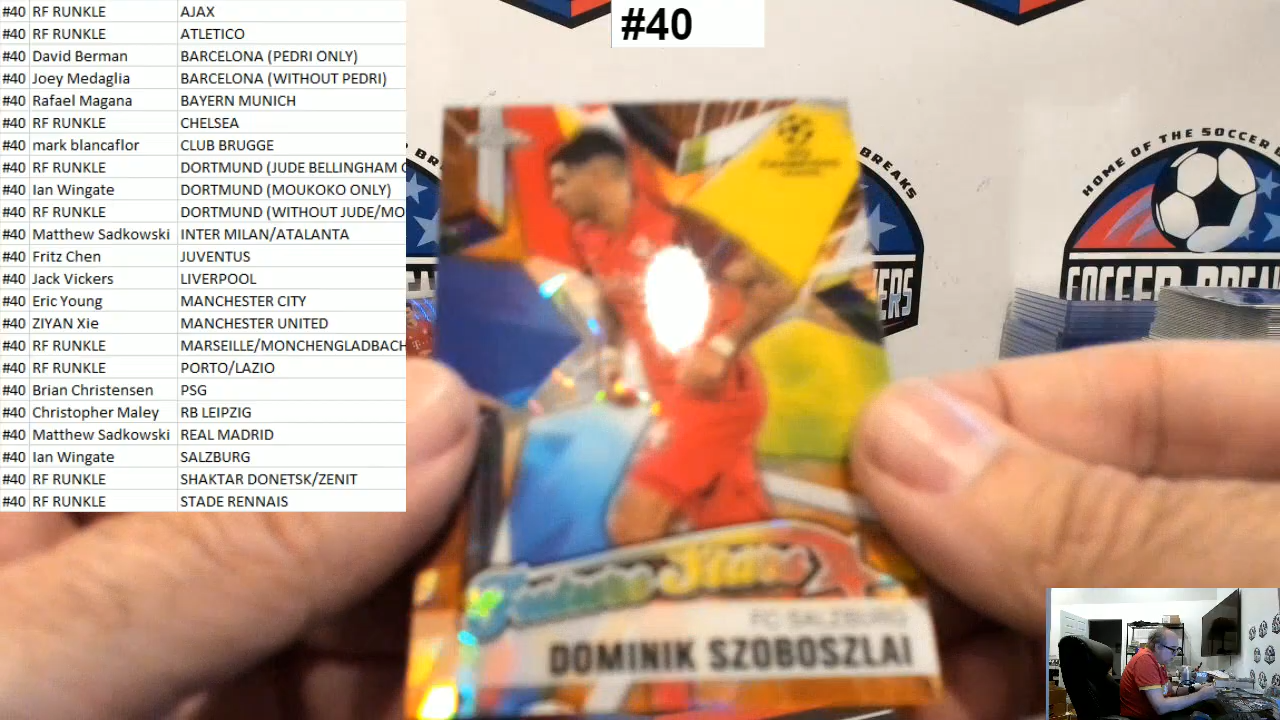 #40 RF RUNKLE AJAX
#40 RF RUNKLE ATLETICO
#40 David Berman BARCELONA (PEDRI ONLY)
#40 Joey Medaglia BARCELONA (WITHOUT PEDRI)
#40 Rafael Magana BAYERN MUNICH
#40 RF RUNKLE CHELSEA
#40 mark blancaflor CLUB BRUGGE
#40 RF RUNKLE DORTMUND (JUDE BELLINGHAM
#40 Ian Wingate DORTMUND (MOUKOKO ONLY)
#40 RF RUNKLE DORTMUND (WITHOUT JUDE/MO
#40 Matthew Sadkowski INTER MILAN/ATALANTA
#40 Fritz Chen JUVENTUS
#40 Jack Vickers LIVERPOOL
#40 Eric Young MANCHESTER CITY
#40 ZIYAN Xie MANCHESTER UNITED
#40 RF RUNKLE MARSEILLE/MONCHENGLADBACH
#40 RF RUNKLE PORTO/LAZIO
#40 Brian Christensen PSG
#40 Christopher Maley RB LEIPZIG
#40 Matthew Sadkowski REAL MADRID
#40 Ian Wingate SALZBURG
#40 RF RUNKLE SHAKTAR DONETSK/ZENIT
#40 RF RUNKLE STADE RENNAIS
#40
CHAMPIONS
LEAGUE
Future Stars
FC SALZBURG
DOMINIK SZOBOSZLAI
BREAKS
HOME OF THE SOCCER
SOCCER BREAK